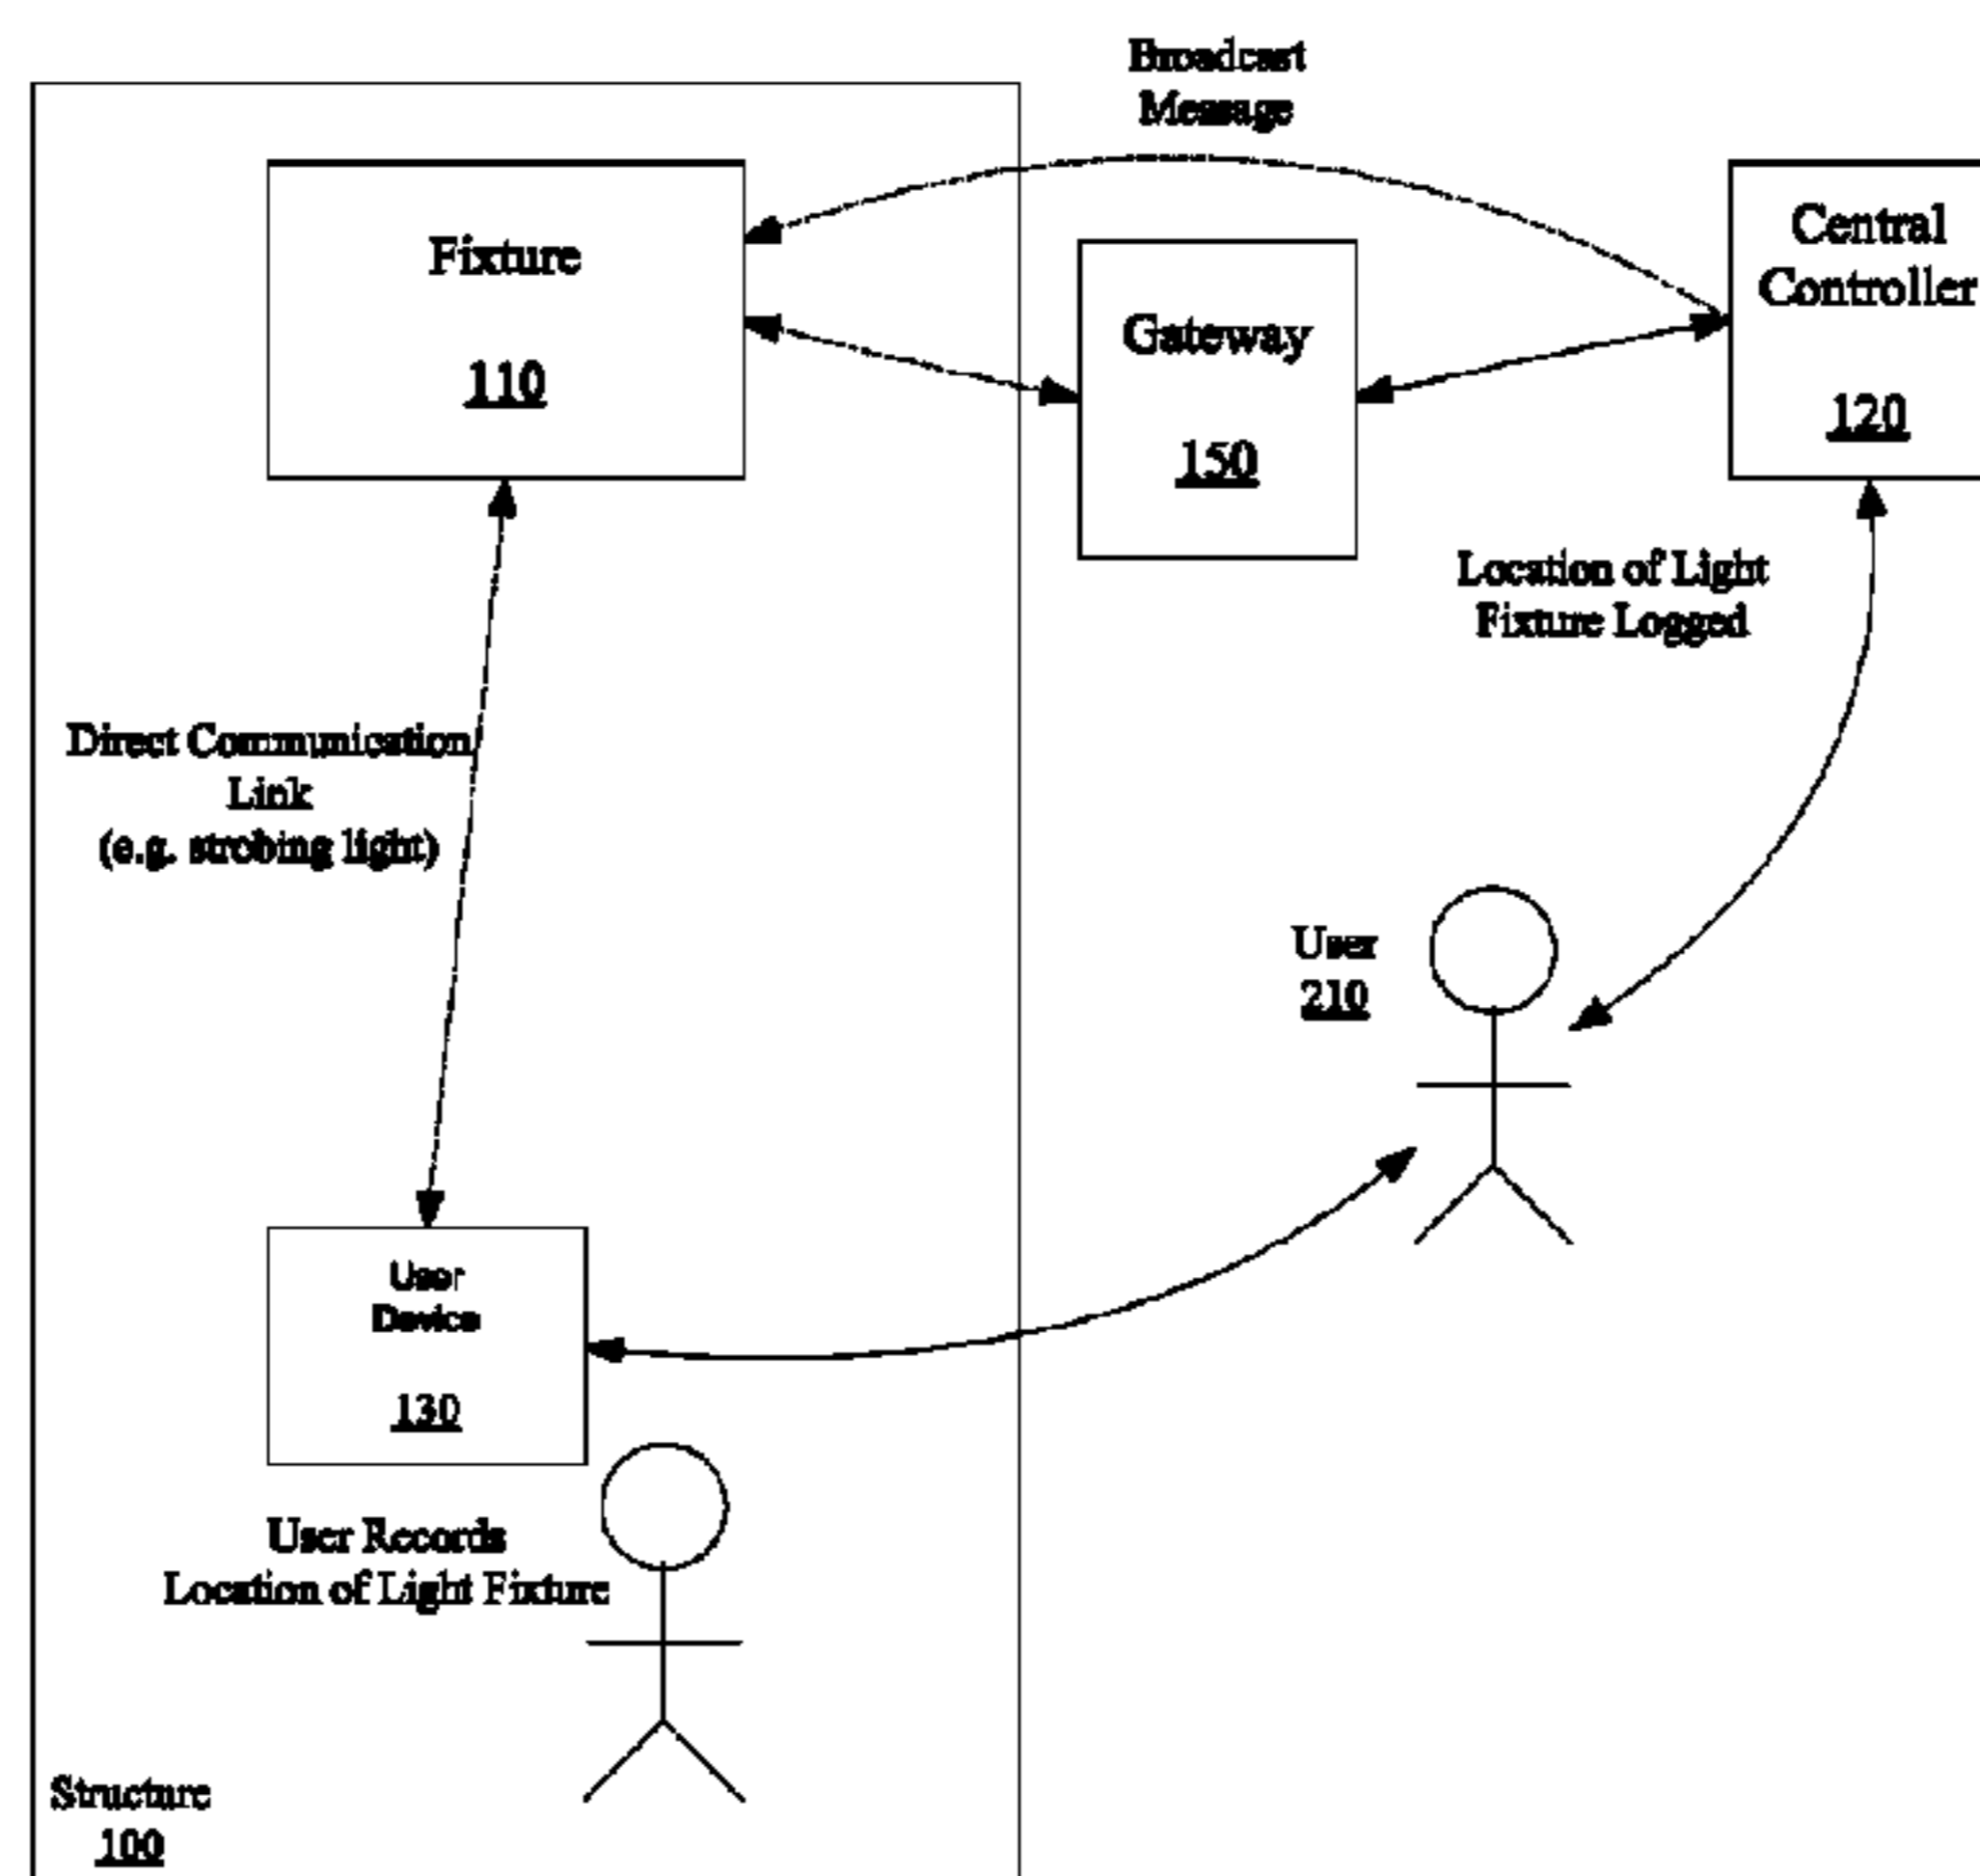 Broadcast
Message
Fixture
110
Gateway
150
Central
Controller
120
Location of Light
Fixture Logged
Direct Communication
Link
(e.g. strobing light)
User
210
User
Device
130
User Records
Location of Light Fixture
Structure
100